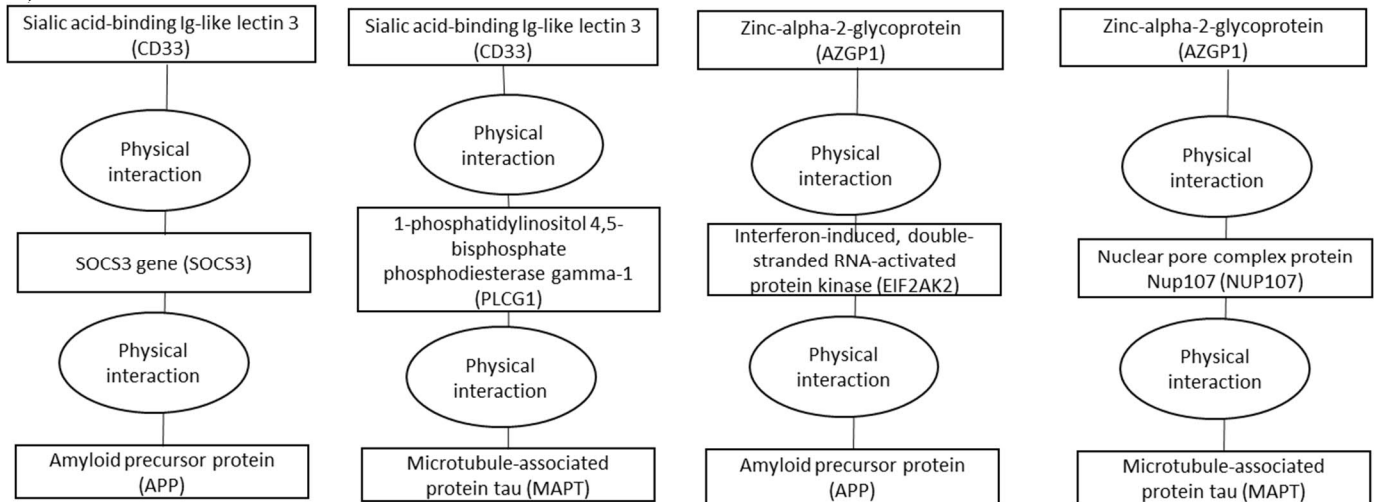 Sialic acid-binding Ig-like lectin 3
(CD33)
Physical
interaction
SOCS3 gene (SOCS3)
Physical
interaction
Amyloid precursor protein
(APP)
Sialic acid-binding Ig-like lectin 3
(CD33)
Physical
interaction
1-phosphatidylinositol 4,5-
bisphosphate
phosphodiesterase gamma-1
(PLCG1)
Physical
interaction
Microtubule-associated
protein tau (MAPT)
Zinc-alpha-2-glycoprotein
(AZGP1)
Physical
interaction
Interferon-induced, double-
stranded RNA-activated
protein kinase (EIF2AK2)
Physical
interaction
Amyloid precursor protein
(APP)
Zinc-alpha-2-glycoprotein
(AZGP1)
Physical
interaction
Nuclear pore complex protein
Nup107 (NUP107)
Physical
interaction
Microtubule-associated
protein tau (MAPT)